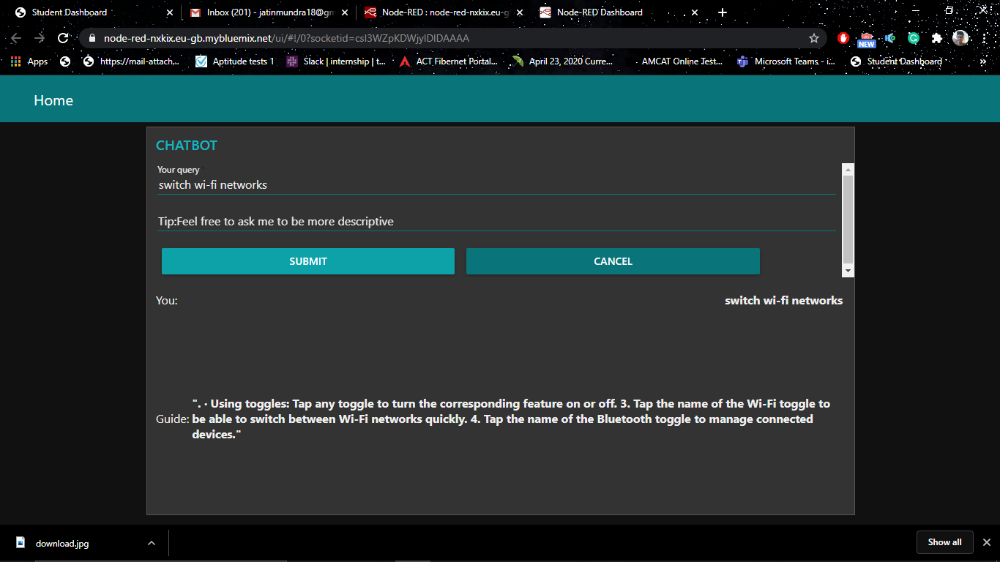 Student Dashboard
Inbox (201) - jatinmundra18@gm
Node-RED : node-red-nxkix.eu-g
Node-RED Dashboard
node-red-nxkix.eu-gb.mybluemix.net/ui/#!/0?socketid=csI3WZpKDWjyIDIDAAAA
NEW
Apps
https://mail-attach...
Aptitude tests 1
Slack | internship | t...
ACT Fibernet Portal...
April 23, 2020 Curre...
AMCAT Online Test...
Microsoft Teams - i...
Student Dashboard
Home
CHATBOT
Your query
switch wi-fi networks
Tip:Feel free to ask me to be more descriptive
SUBMIT
CANCEL
You:
switch wi-fi networks
". · Using toggles: Tap any toggle to turn the corresponding feature on or off. 3. Tap the name of the Wi-Fi toggle to
Guide: be able to switch between Wi-Fi networks quickly. 4. Tap the name of the Bluetooth toggle to manage connected
devices."
download.jpg
Show all